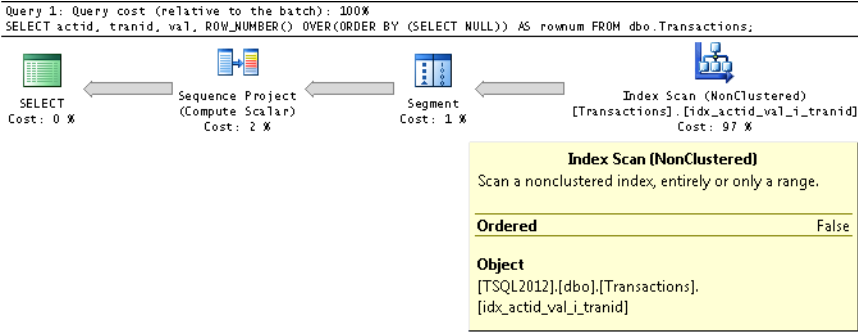 Query 1: Query cost (relative to the batch): 100%
SELECT actid, tranid, val, ROW_NUMBER() OVER(ORDER BY (SELECT NULL)) AS rownum FROM dbo.Transactions;
SELECT
Cost: 0 %
Sequence Project
(Compute Scalar)
Cost: 2 %
Segment
Cost: 1 %
Index Scan (NonClustered)
[Transactions].[idx_actid_val_i_tranid]
Cost: 97 %
Index Scan (NonClustered)
Scan a nonclustered index, entirely or only a range.
Ordered False
Object
[TSQL2012].[dbo].[Transactions].
[idx_actid_val_i_tranid]